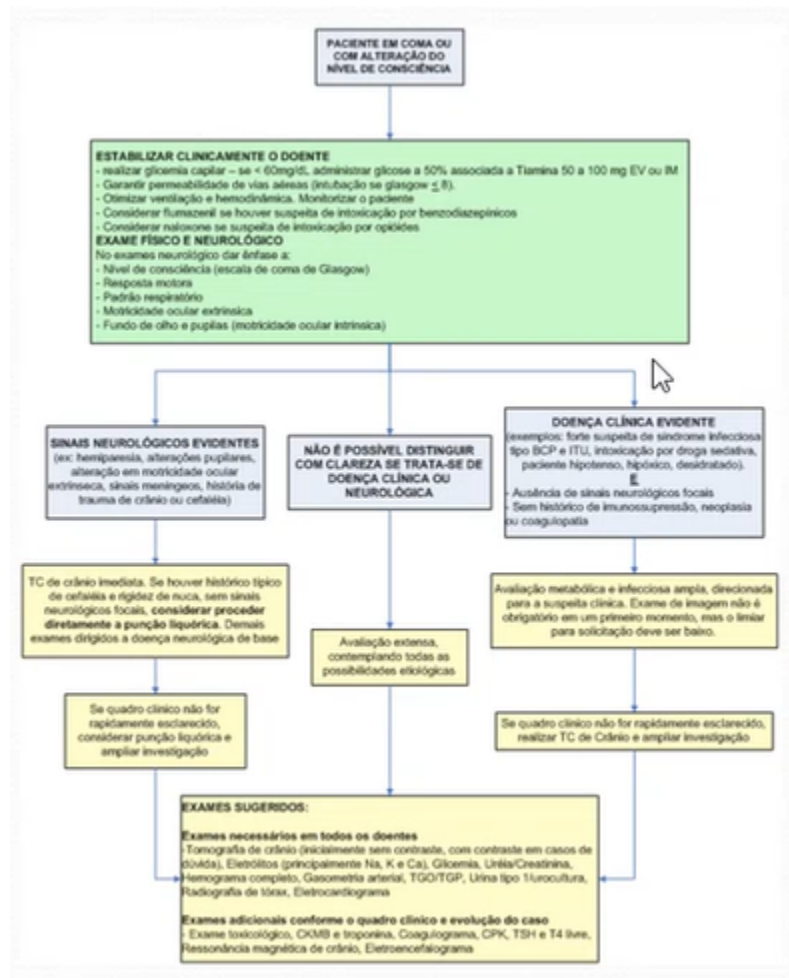 PACIENTE EM COMA OU
COM ALTERAÇÃO DO
NÍVEL DE CONSCIÊNCIA
ESTABILIZAR CLINICAMENTE O DOENTE
- realizar glicemia capilar – se < 60mg/dL administrar glicose a 50% associada a Tiamina 50 a 100 mg EV ou IM
- Garantir permeabilidade de vias aéreas (intubação se glasgow ≤ 8).
- Otimizar ventilação e hemodinâmica. Monitorizar o paciente
- Considerar flumazenil se houver suspeita de intoxicação por benzodiazepínicos
- Considerar naloxone se suspeita de intoxicação por opióides
EXAME FÍSICO E NEUROLÓGICO
No exames neurológico dar ênfase a:
- Nível de consciência (escala de coma de Glasgow)
- Resposta motora
- Padrão respiratório
- Motricidade ocular extrínsica
- Fundo de olho e pupilas (motricidade ocular intrínsica)
SINAIS NEUROLÓGICOS EVIDENTES
(ex: hemiparesia, alterações pupilares,
alteração em motricidade ocular
extrínseca, sinais meníngeos, história de
trauma de crânio ou cefaléia)
NÃO É POSSÍVEL DISTINGUIR
COM CLAREZA SE TRATA-SE DE
DOENÇA CLÍNICA OU
NEUROLÓGICA
DOENÇA CLÍNICA EVIDENTE
(exemplos: forte suspeita de síndrome infecciosa
tipo BCP e ITU, intoxicação por droga sedativa,
paciente hipotenso, hipóxico, desidratado).
E
- Ausência de sinais neurológicos focais
- Sem histórico de imunossupressão, neoplasia
ou coagulopatia
TC de crânio imediata. Se houver histórico típico
de cefaléia e rigidez de nuca, sem sinais
neurológicos focais, considerar proceder
diretamente a punção liquórica. Demais
exames dirigidos a doença neurológica de base
Avaliação extensa,
contemplando todas as
possibilidades etiológicas
Avaliação metabólica e infecciosa ampla, direcionada
para a suspeita clínica. Exame de imagem não é
obrigatório em um primeiro momento, mas o limiar
para solicitação deve ser baixo.
Se quadro clínico não for
rapidamente esclarecido,
considerar punção liquórica e
ampliar investigação
Se quadro clínico não for rapidamente esclarecido,
realizar TC de Crânio e ampliar investigação
EXAMES SUGERIDOS:
Exames necessários em todos os doentes
-Tomografia de crânio (inicialmente sem contraste, com contraste em casos de
dúvida), Eletrólitos (principalmente Na, K e Ca), Glicemia, Uréia/Creatinina,
Hemograma completo, Gasometria arterial, TGO/TGP, Urina tipo 1/urocultura,
Radiografia de tórax, Eletrocardiograma
Exames adicionais conforme o quadro clínico e evolução do caso
- Exame toxicológico, CKMB e troponina, Coagulograma, CPK, TSH e T4 livre,
Ressonância magnética de crânio, Eletroencefalograma